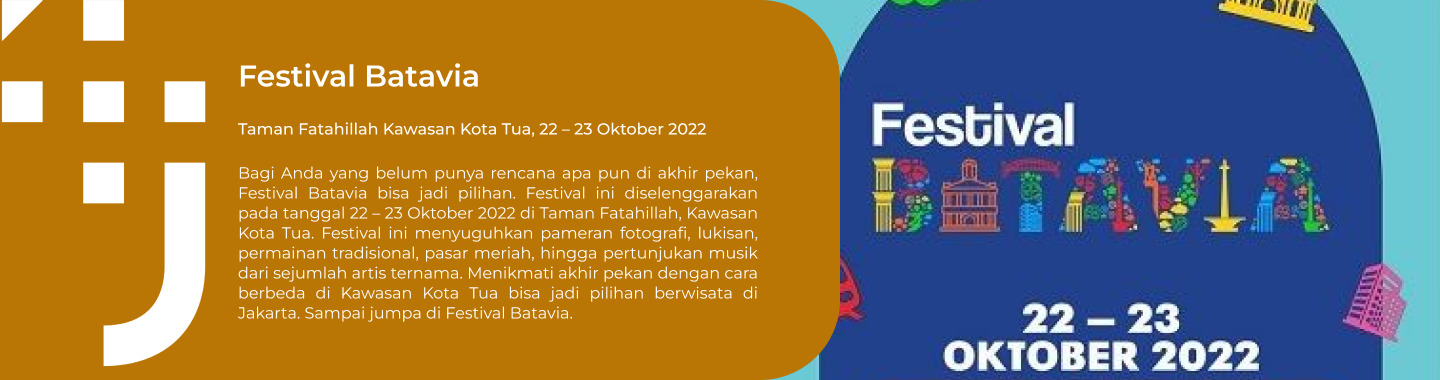 Festival Batavia
Taman Fatahillah Kawasan Kota Tua, 22 – 23 Oktober 2022
Bagi Anda yang belum punya rencana apa pun di akhir pekan,
Festival Batavia bisa jadi pilihan. Festival ini diselenggarakan
pada tanggal 22 – 23 Oktober 2022 di Taman Fatahillah, Kawasan
Kota Tua. Festival ini menyuguhkan pameran fotografi, lukisan,
permainan tradisional, pasar meriah, hingga pertunjukan musik
dari sejumlah artis ternama. Menikmati akhir pekan dengan cara
berbeda di Kawasan Kota Tua bisa jadi pilihan berwisata di
Jakarta. Sampai jumpa di Festival Batavia.
Festival
BATAVIA
22 – 23
OKTOBER 2022